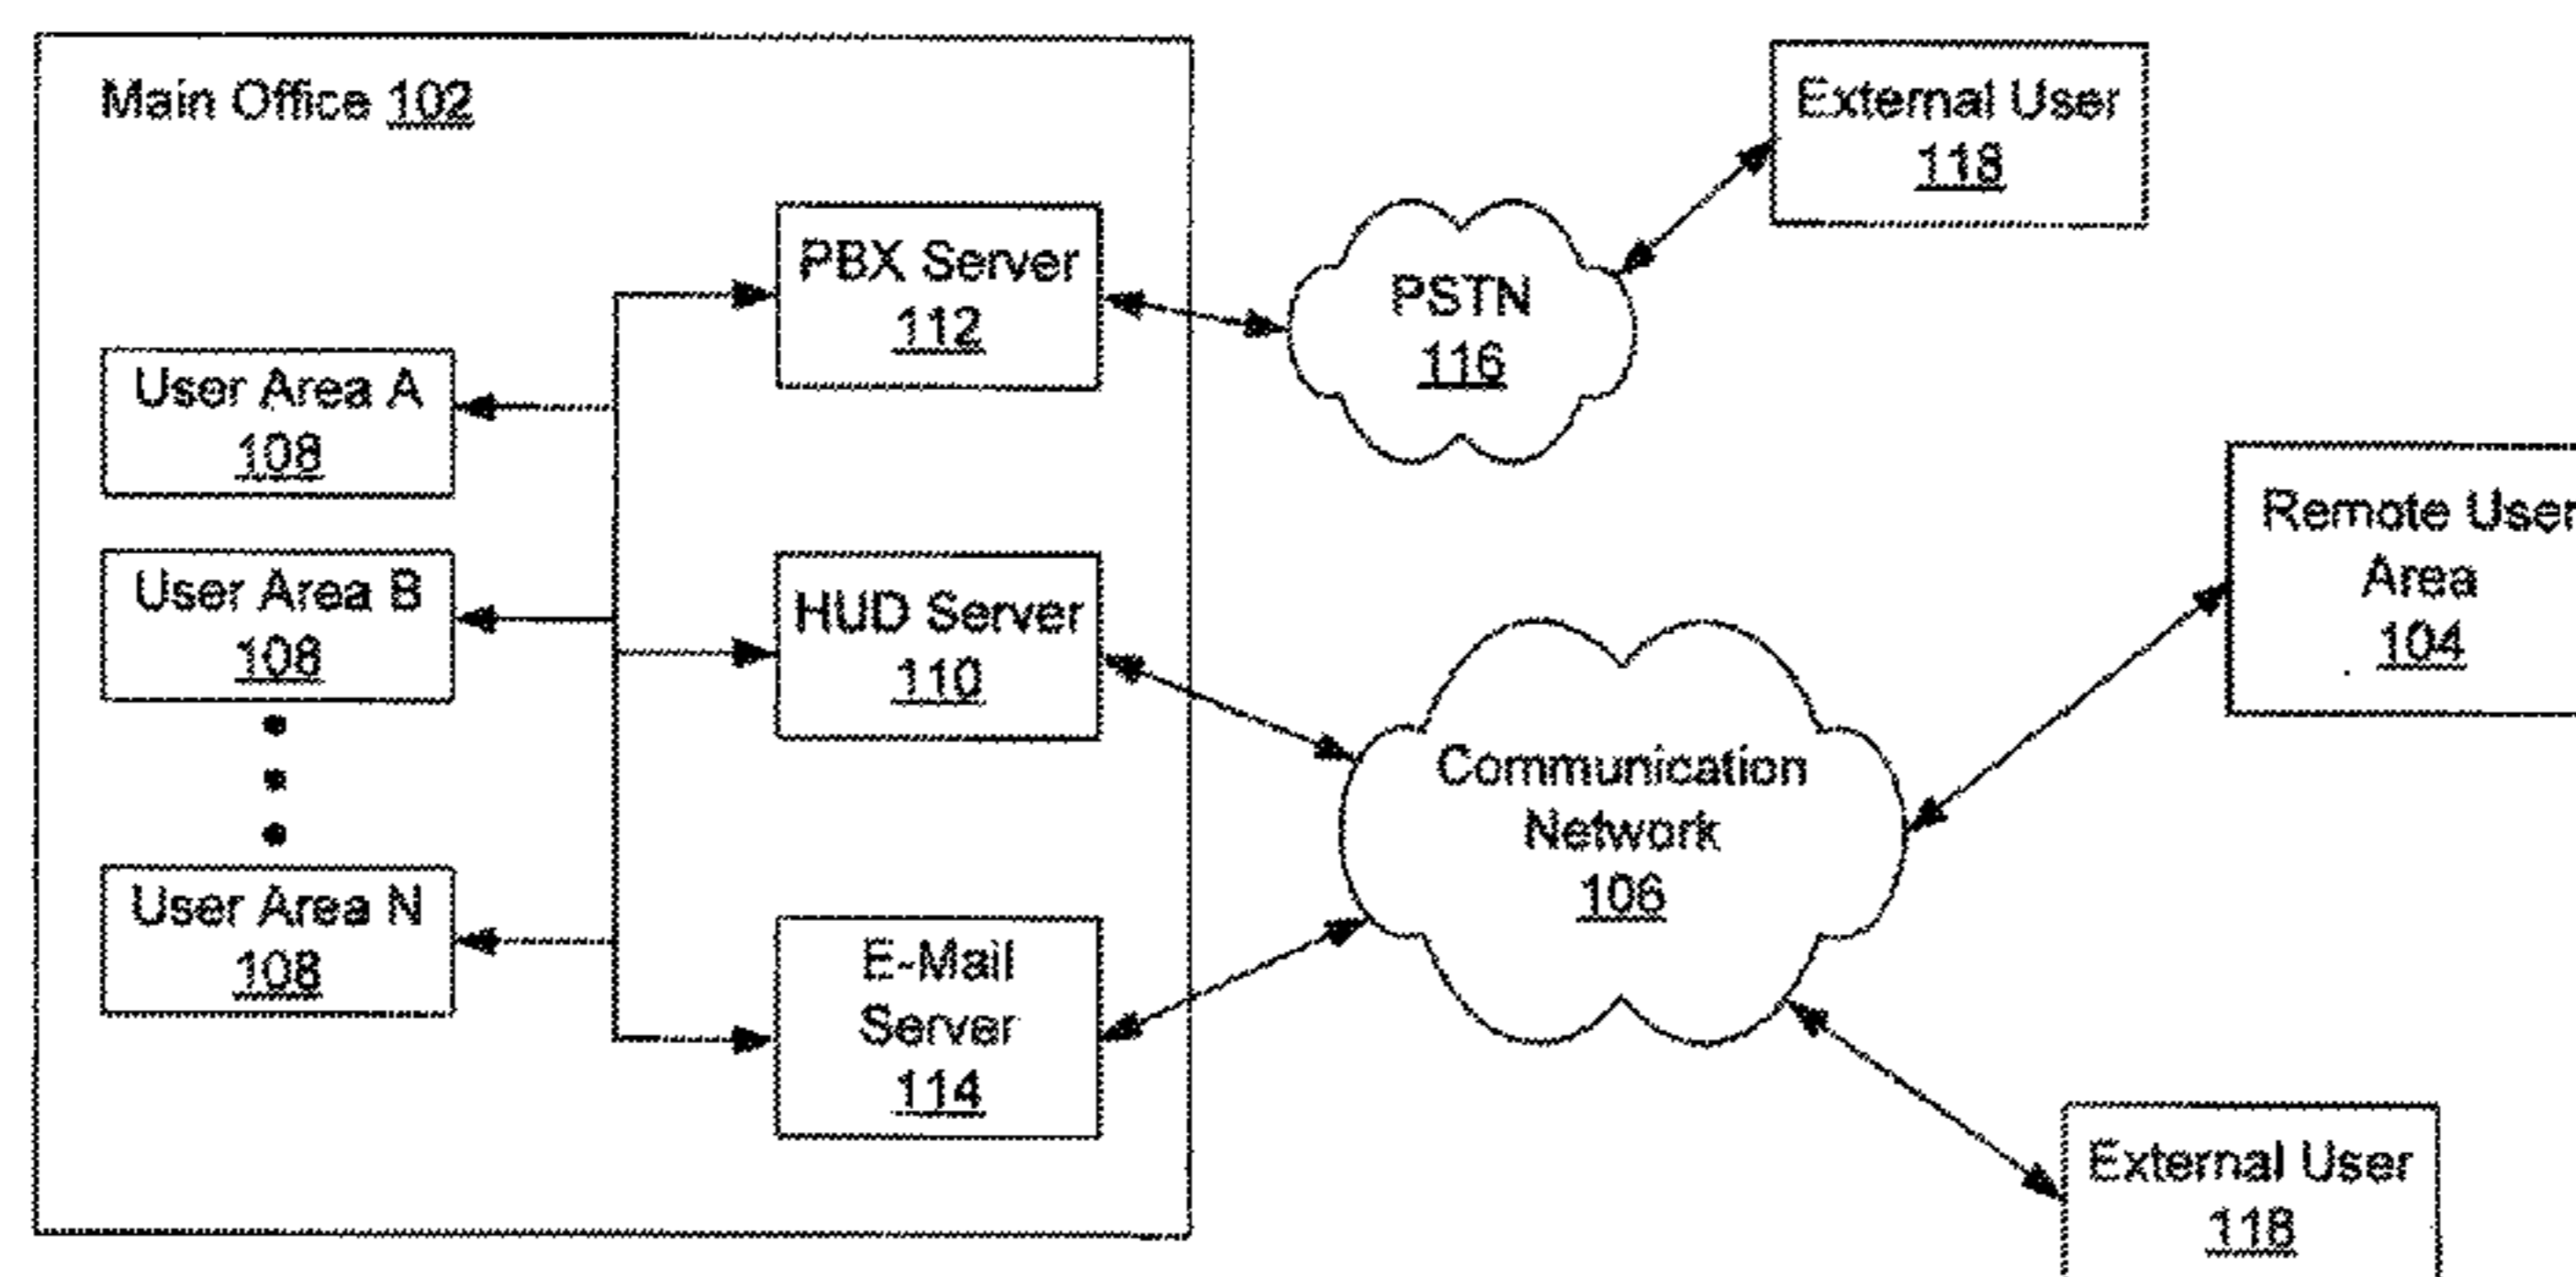 Main Office 102
External User
118
PBX Server
112
PSTN
116
User Area A
108
Remote User
Area
104
User Area B
108
HUD Server
110
Communication
Network
106
User Area N
108
E-Mail
Server
114
External User
118